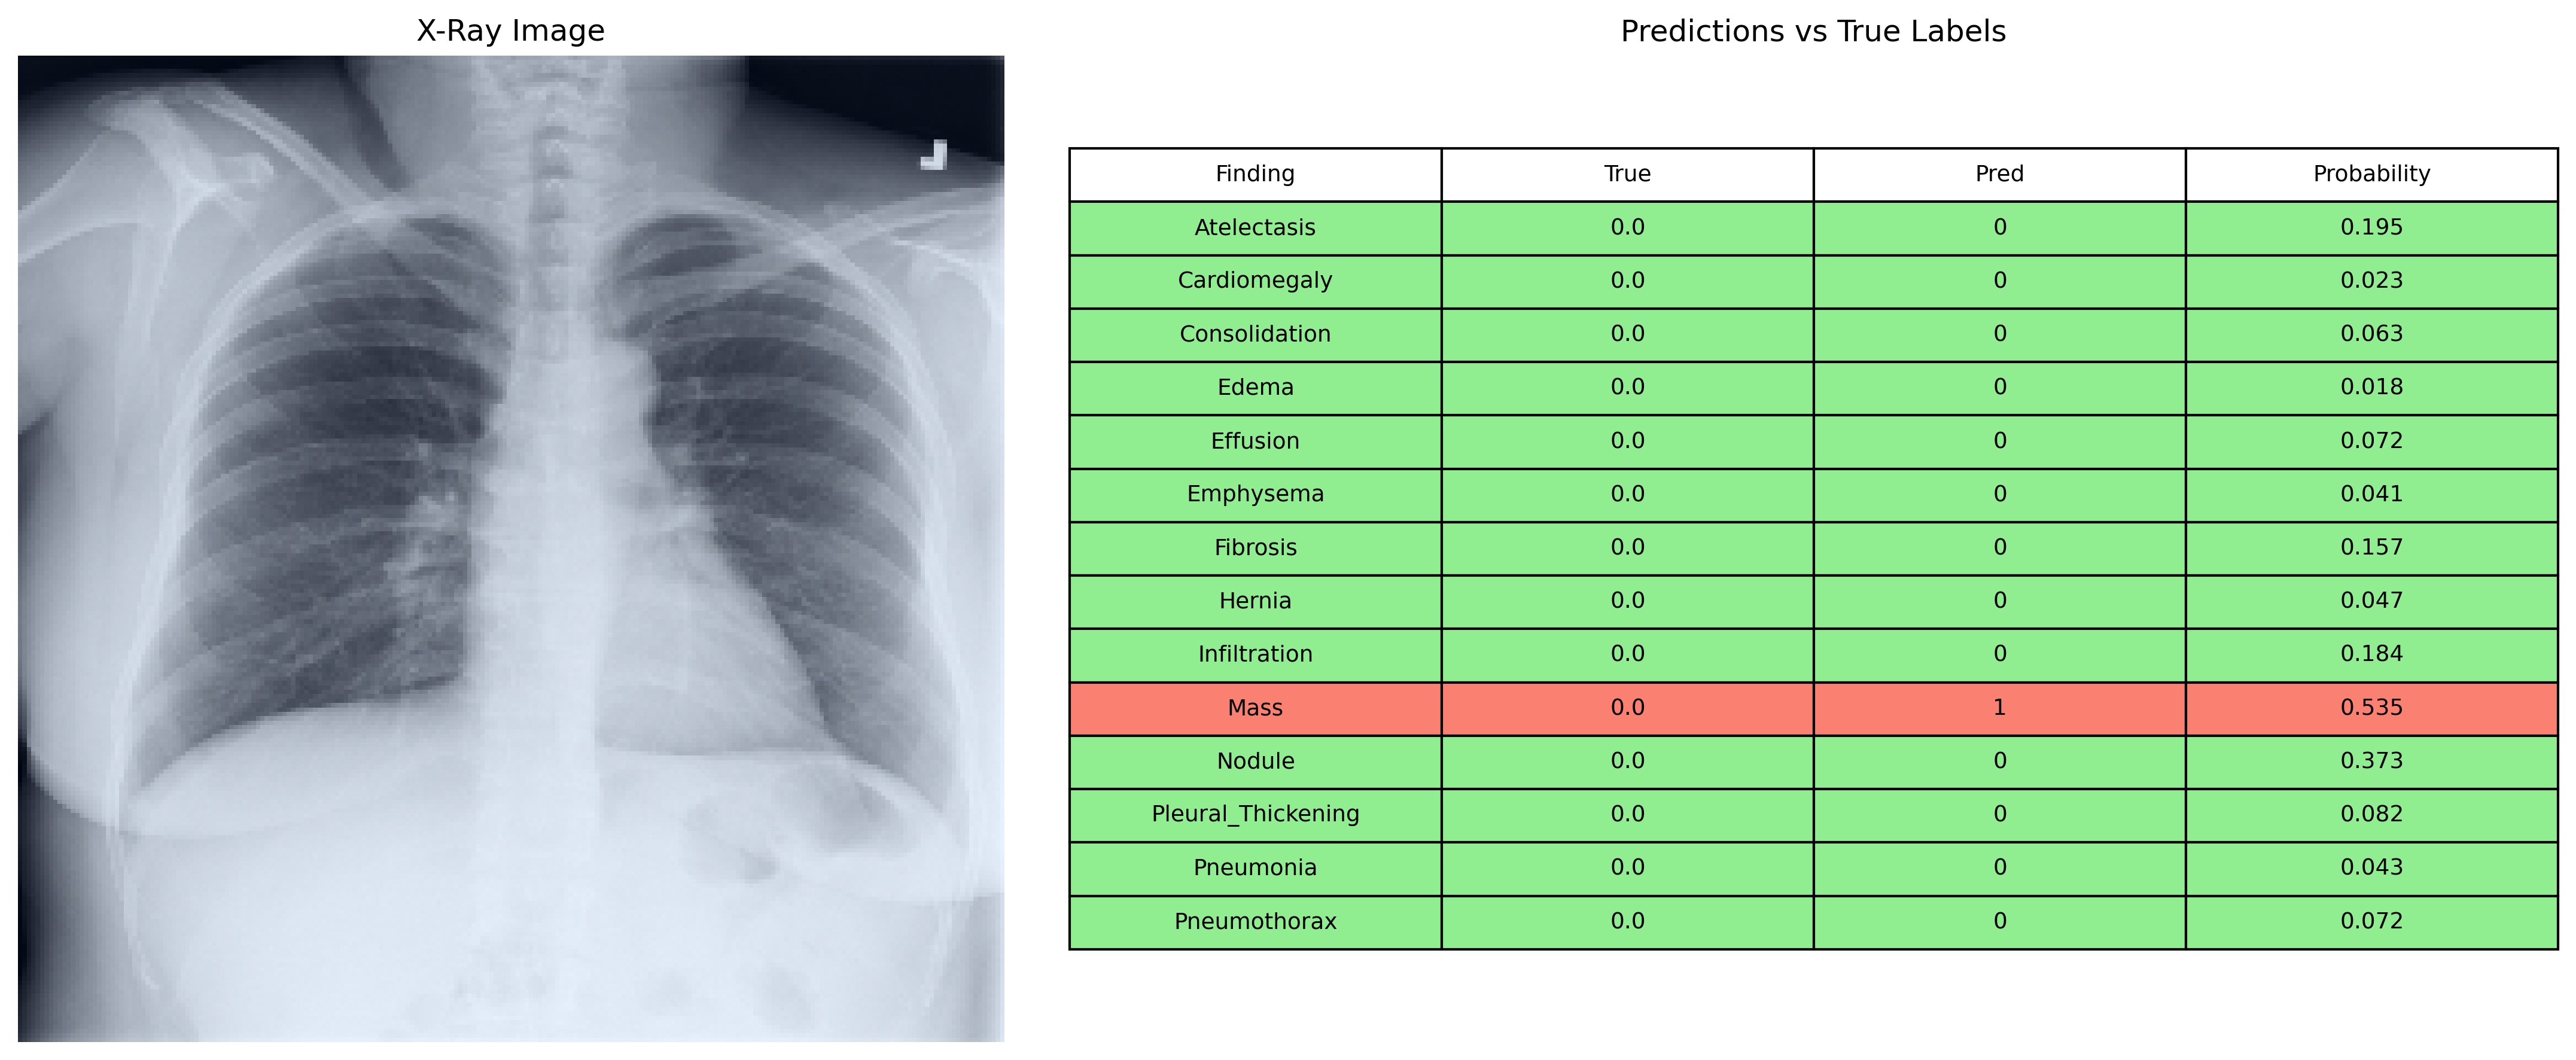 X-Ray Image
Predictions vs True Labels
Finding True Pred Probability
Atelectasis 0.0 0 0.195
Cardiomegaly 0.0 0 0.023
Consolidation 0.0 0 0.063
Edema 0.0 0 0.018
Effusion 0.0 0 0.072
Emphysema 0.0 0 0.041
Fibrosis 0.0 0 0.157
Hernia 0.0 0 0.047
Infiltration 0.0 0 0.184
Mass 0.0 1 0.535
Nodule 0.0 0 0.373
Pleural_Thickening 0.0 0 0.082
Pneumonia 0.0 0 0.043
Pneumothorax 0.0 0 0.072